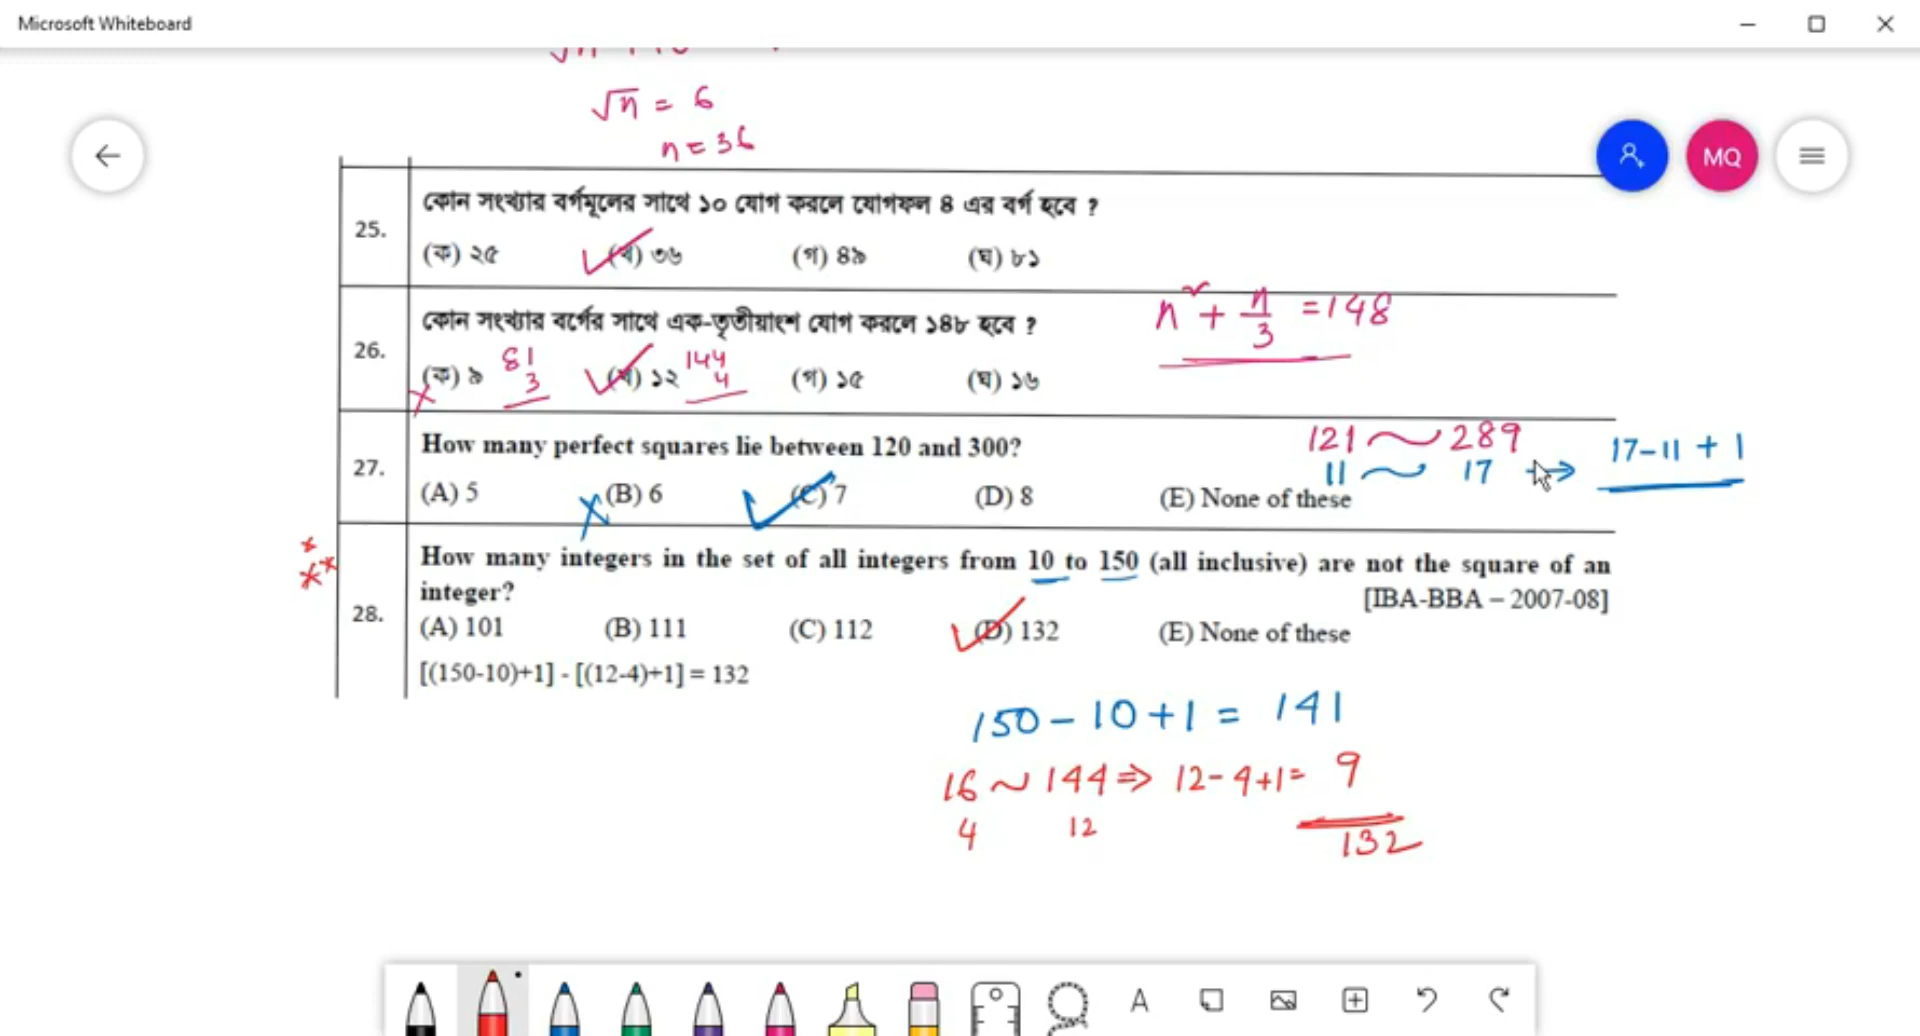 Microsoft Whiteboard
√n = 6
n = 36
MQ
25.
কোন সংখ্যার বর্গমূলের সাথে ১০ যোগ করলে যোগফল ৪ এর বর্গ হবে ?
(ক) ২৫ (খ) ৩৬ (গ) ৪৯ (ঘ) ৮১
26.
কোন সংখ্যার বর্গের সাথে এক-তৃতীয়াংশ যোগ করলে ১৪৮ হবে ?
n² + n/3 = 148
(ক) ৯ 81 3 (খ) ১২ 144 4 (গ) ১৫ (ঘ) ১৬
27.
How many perfect squares lie between 120 and 300?
121 ~ 289
11 ~ 17 → 17-11 + 1
(A) 5 (B) 6 (C) 7 (D) 8 (E) None of these
28.
How many integers in the set of all integers from 10 to 150 (all inclusive) are not the square of an
integer? [IBA-BBA – 2007-08]
(A) 101 (B) 111 (C) 112 (D) 132 (E) None of these
[(150-10)+1] - [(12-4)+1] = 132
150 - 10 + 1 = 141
16 ~ 144 ⇒ 12-4+1= 9
4 12
132
A